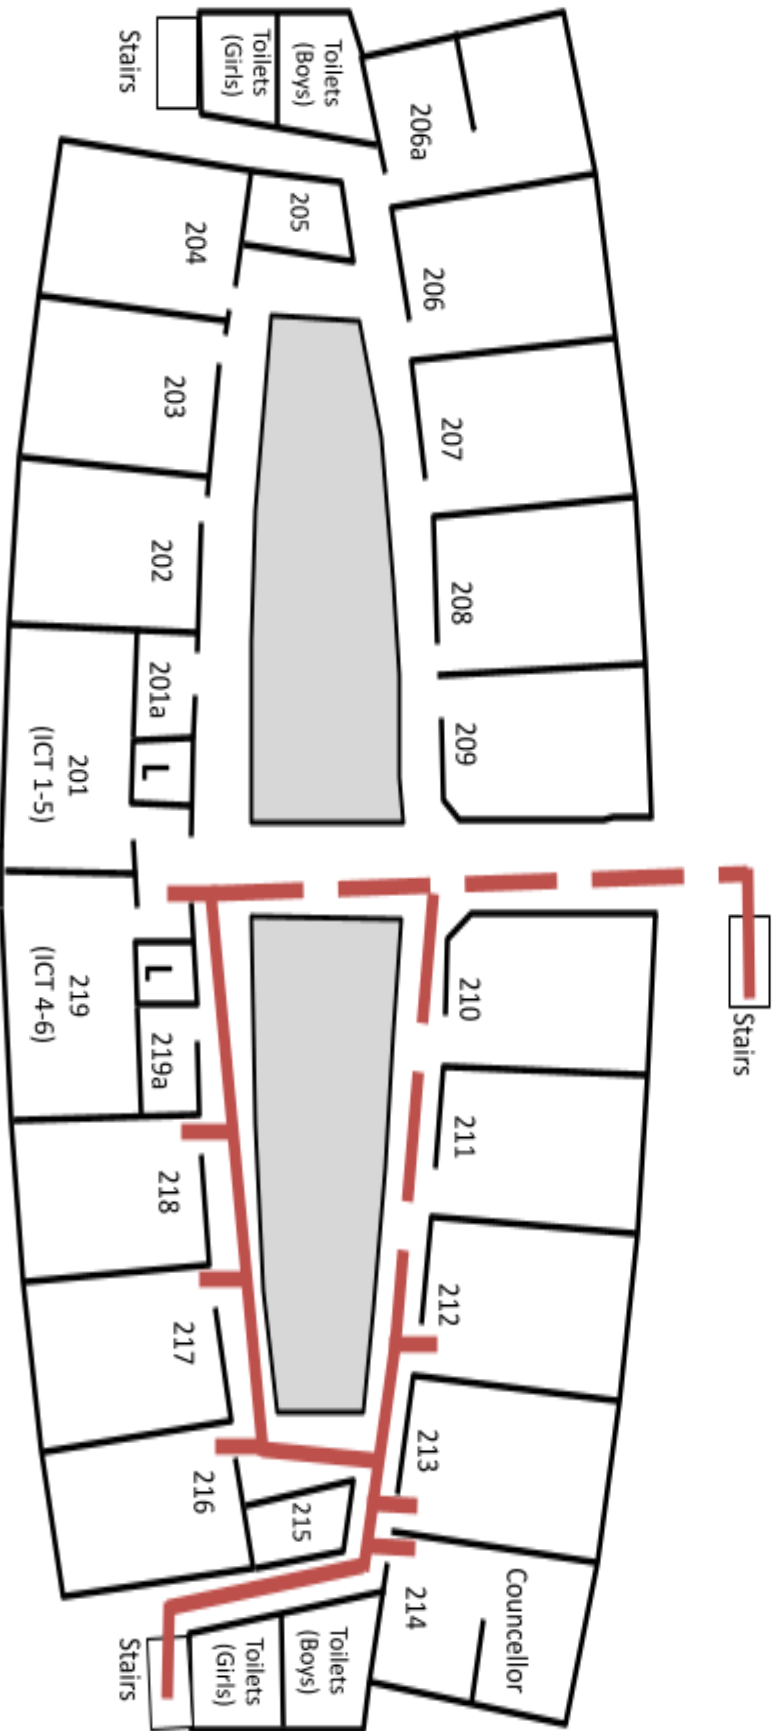 Stairs
206a
206
207
208
209
210
211
212
213
214
Councellor
Toilets
(Boys)
Toilets
(Girls)
Stairs
205
204
203
202
201a
L
201
(ICT 1-5)
L
219a
219
(ICT 4-6)
218
217
216
215
Toilets
(Boys)
Toilets
(Girls)
Stairs